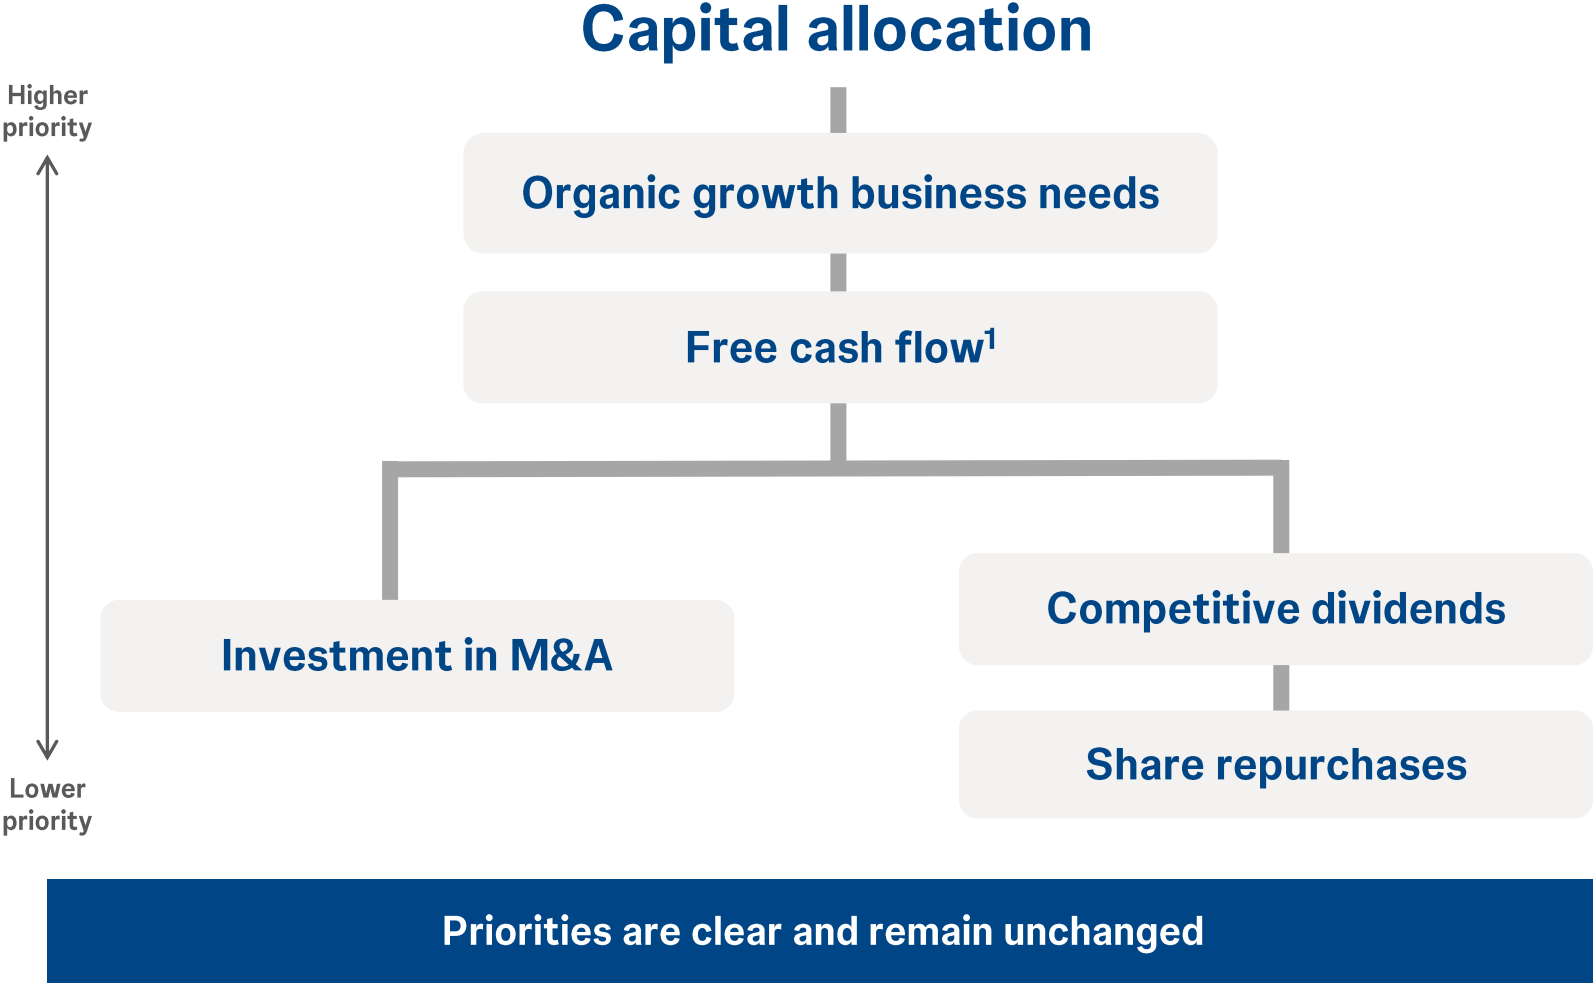 Capital allocation
Higher
priority
Organic growth business needs
Free cash flow¹
Competitive dividends
Investment in M&A
Share repurchases
Lower
priority
Priorities are clear and remain unchanged